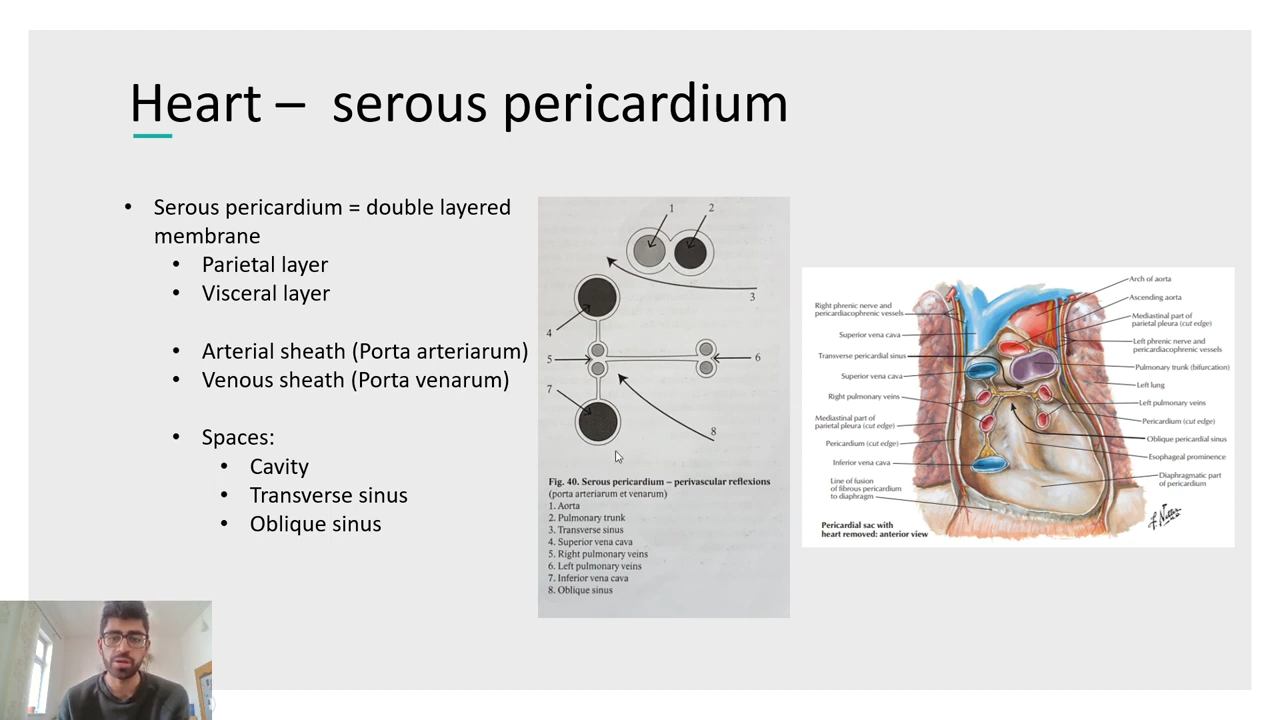 Heart – serous pericardium
• Serous pericardium = double layered
membrane
• Parietal layer
• Visceral layer
• Arterial sheath (Porta arteriarum)
• Venous sheath (Porta venarum)
• Spaces:
• Cavity
• Transverse sinus
• Oblique sinus
1
2
3
4
5
6
7
8
Fig. 40. Serous pericardium – perivascular reflexions
(porta arteriarum et venarum)
1. Aorta
2. Pulmonary trunk
3. Transverse sinus
4. Superior vena cava
5. Right pulmonary veins
6. Left pulmonary veins
7. Inferior vena cava
8. Oblique sinus
Right phrenic nerve and
pericardiacophrenic vessels
Superior vena cava
Transverse pericardial sinus
Superior vena cava
Right pulmonary veins
Mediastinal part of
parietal pleura (cut edge)
Pericardium (cut edge)
Inferior vena cava
Line of fusion
of fibrous pericardium
to diaphragm
Pericardial sac with
heart removed: anterior view
Arch of aorta
Ascending aorta
Mediastinal part of
parietal pleura (cut edge)
Left phrenic nerve and
pericardiacophrenic vessels
Pulmonary trunk (bifurcation)
Left lung
Left pulmonary veins
Pericardium (cut edge)
Oblique pericardial sinus
Esophageal prominence
Diaphragmatic part
of pericardium
F. Netter